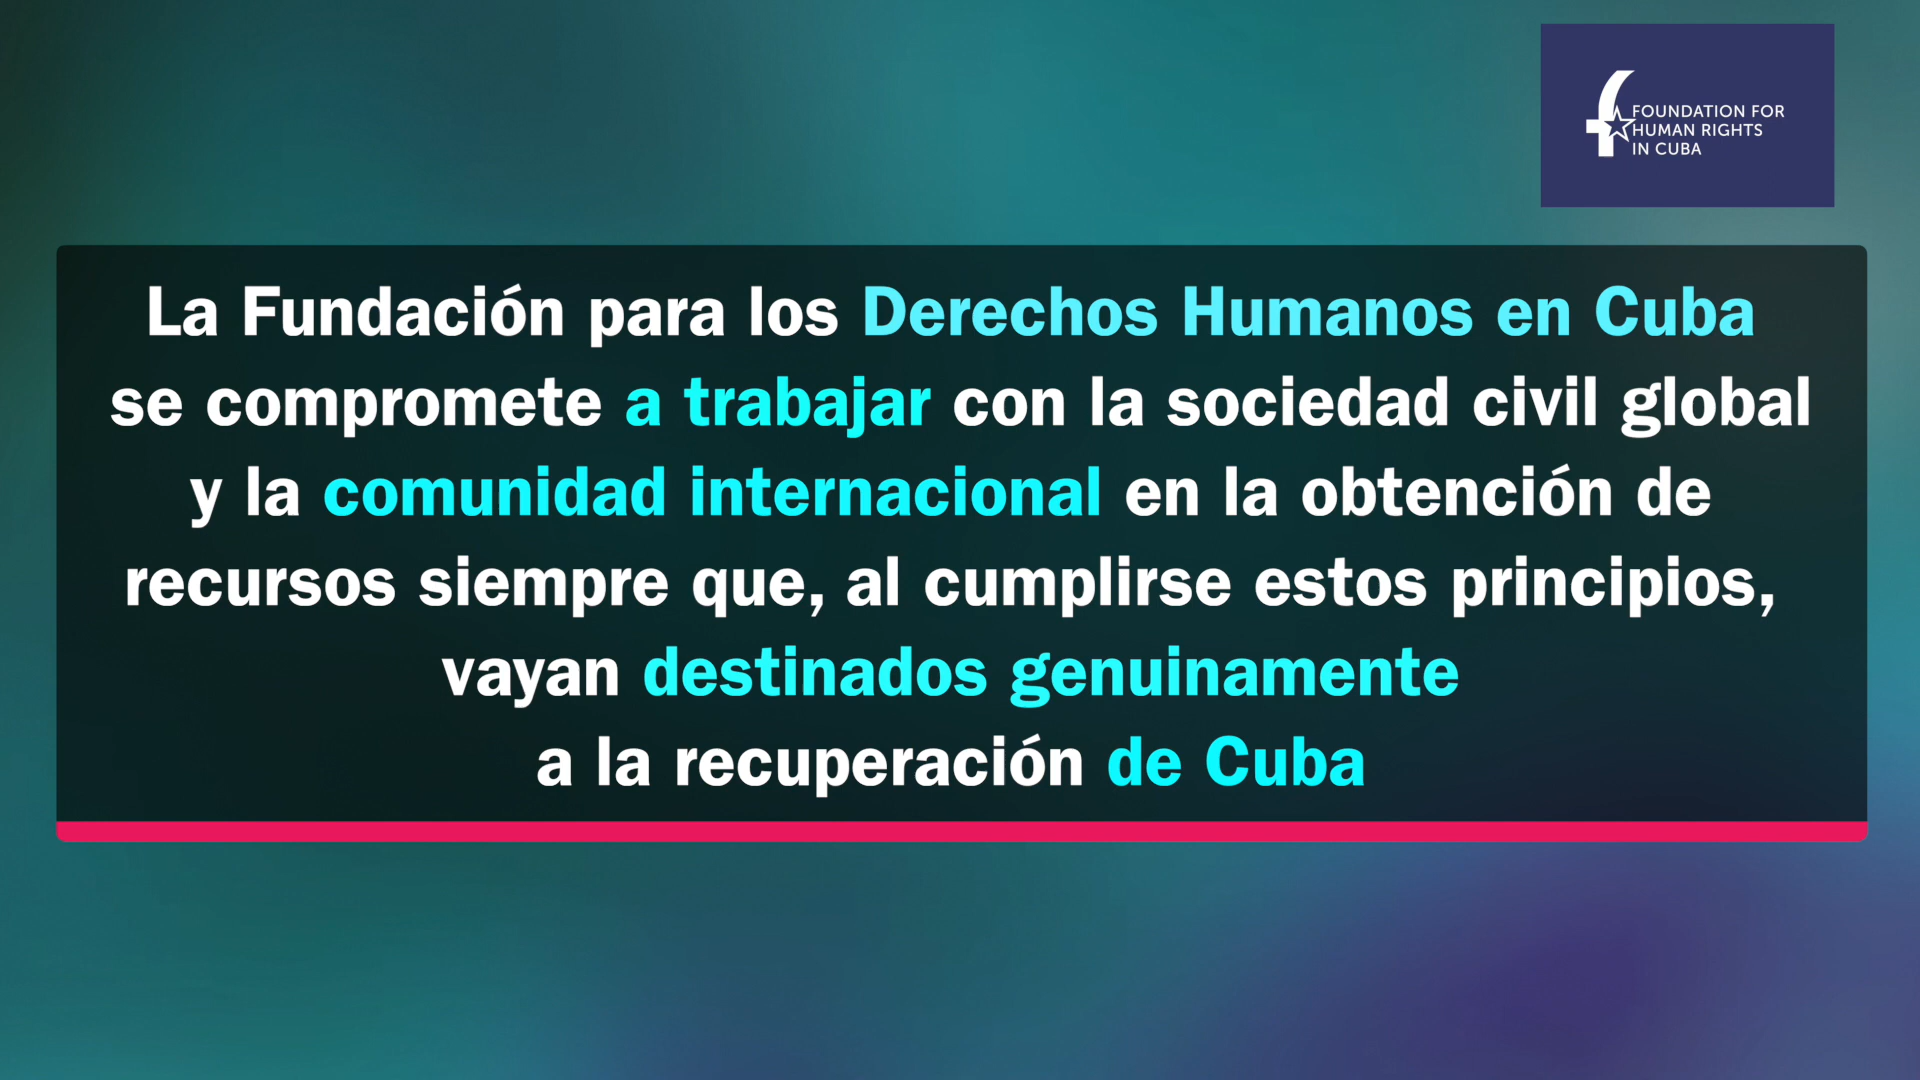 FOUNDATION FOR
HUMAN RIGHTS
IN CUBA
La Fundación para los Derechos Humanos en Cuba
se compromete a trabajar con la sociedad civil global
y la comunidad internacional en la obtención de
recursos siempre que, al cumplirse estos principios,
vayan destinados genuinamente
a la recuperación de Cuba